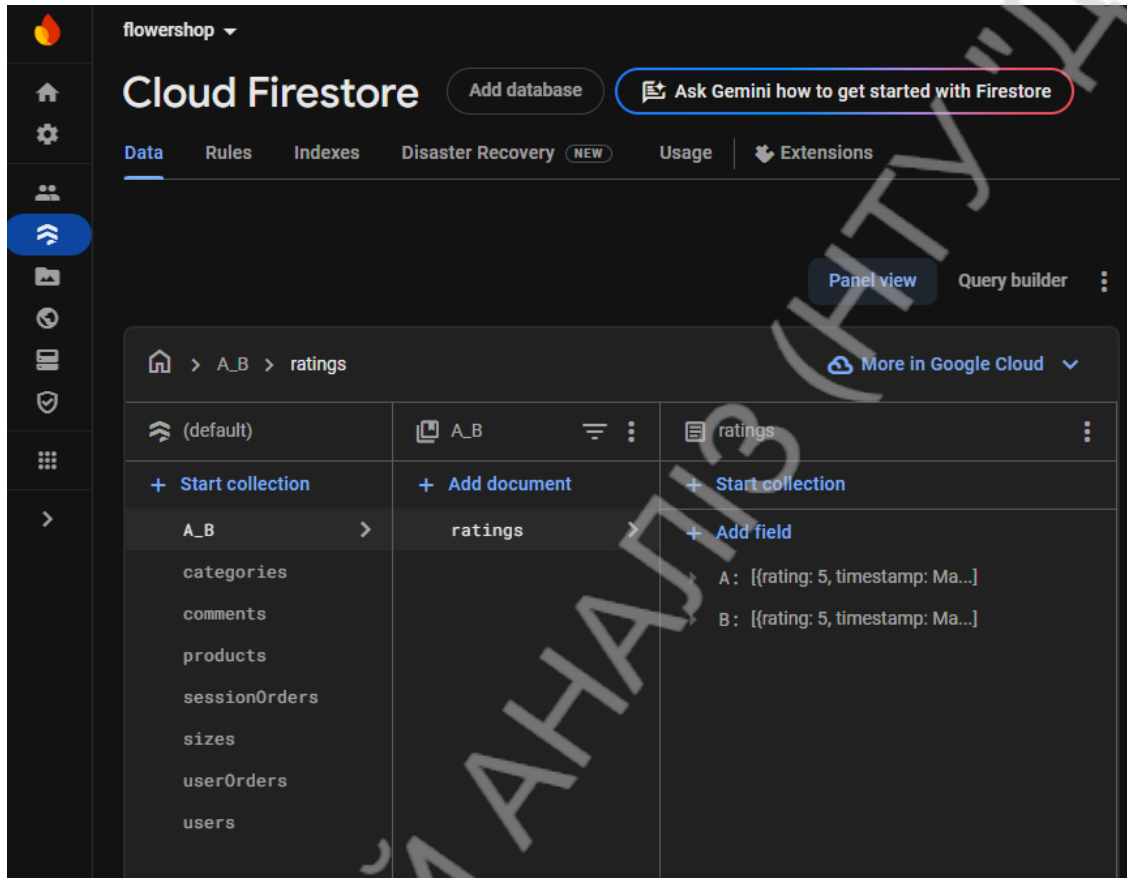 flowershop
Cloud Firestore Add database Ask Gemini how to get started with Firestore
Data Rules Indexes Disaster Recovery NEW Usage Extensions
Panel view Query builder
A_B ratings More in Google Cloud
(default) A_B ratings
+ Start collection + Add document + Start collection
A_B ratings + Add field
categories A: [{rating: 5, timestamp: Ma...]
comments B: [{rating: 5, timestamp: Ma...]
products
sessionOrders
sizes
userOrders
users
Й АНАЛІЗ (НТУ "Д